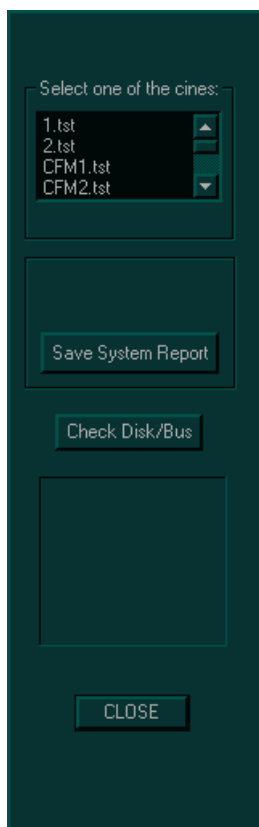 Select one of the cines:
1.tst
2.tst
CFM1.tst
CFM2.tst
Save System Report
Check Disk/Bus
CLOSE